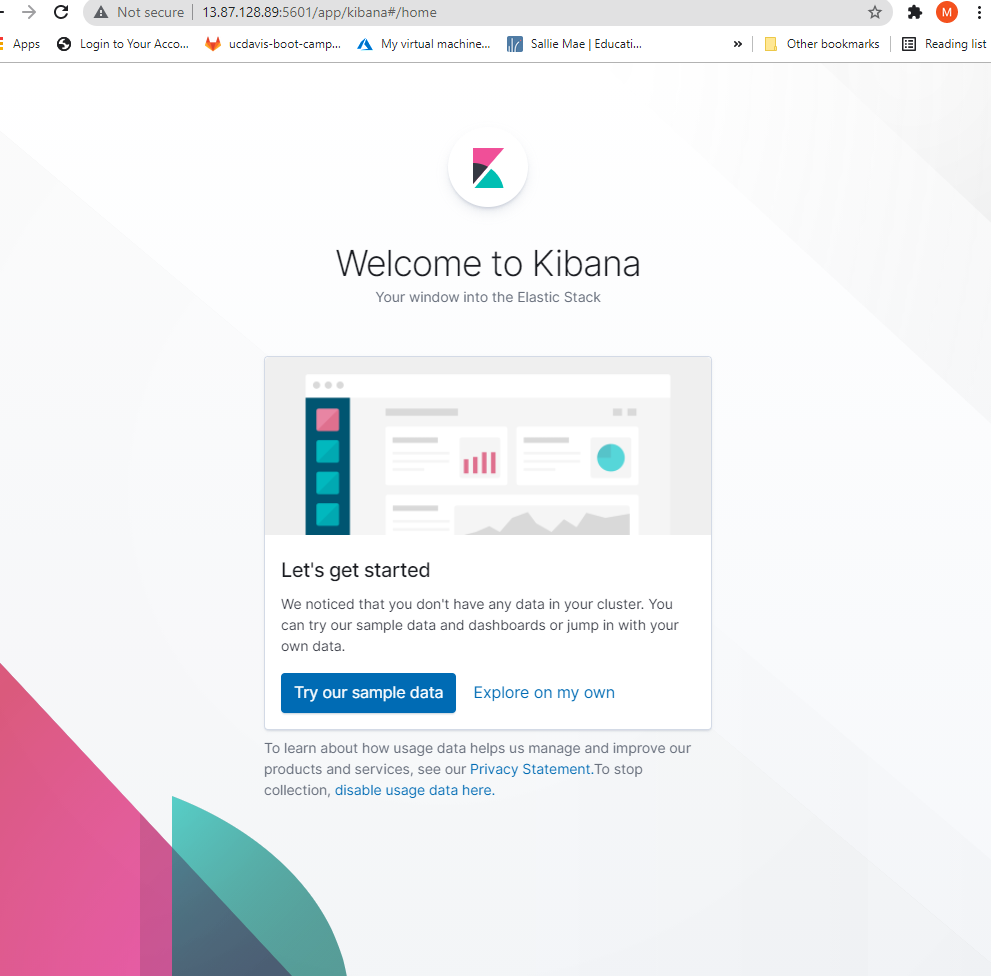 Not secure 13.87.128.89:5601/app/kibana#/home M
Apps Login to Your Acco... ucdavis-boot-camp... My virtual machine... Sallie Mae | Educati... » Other bookmarks Reading list
Welcome to Kibana
Your window into the Elastic Stack
Let's get started
We noticed that you don't have any data in your cluster. You
can try our sample data and dashboards or jump in with your
own data.
Try our sample data Explore on my own
To learn about how usage data helps us manage and improve our
products and services, see our Privacy Statement.To stop
collection, disable usage data here.